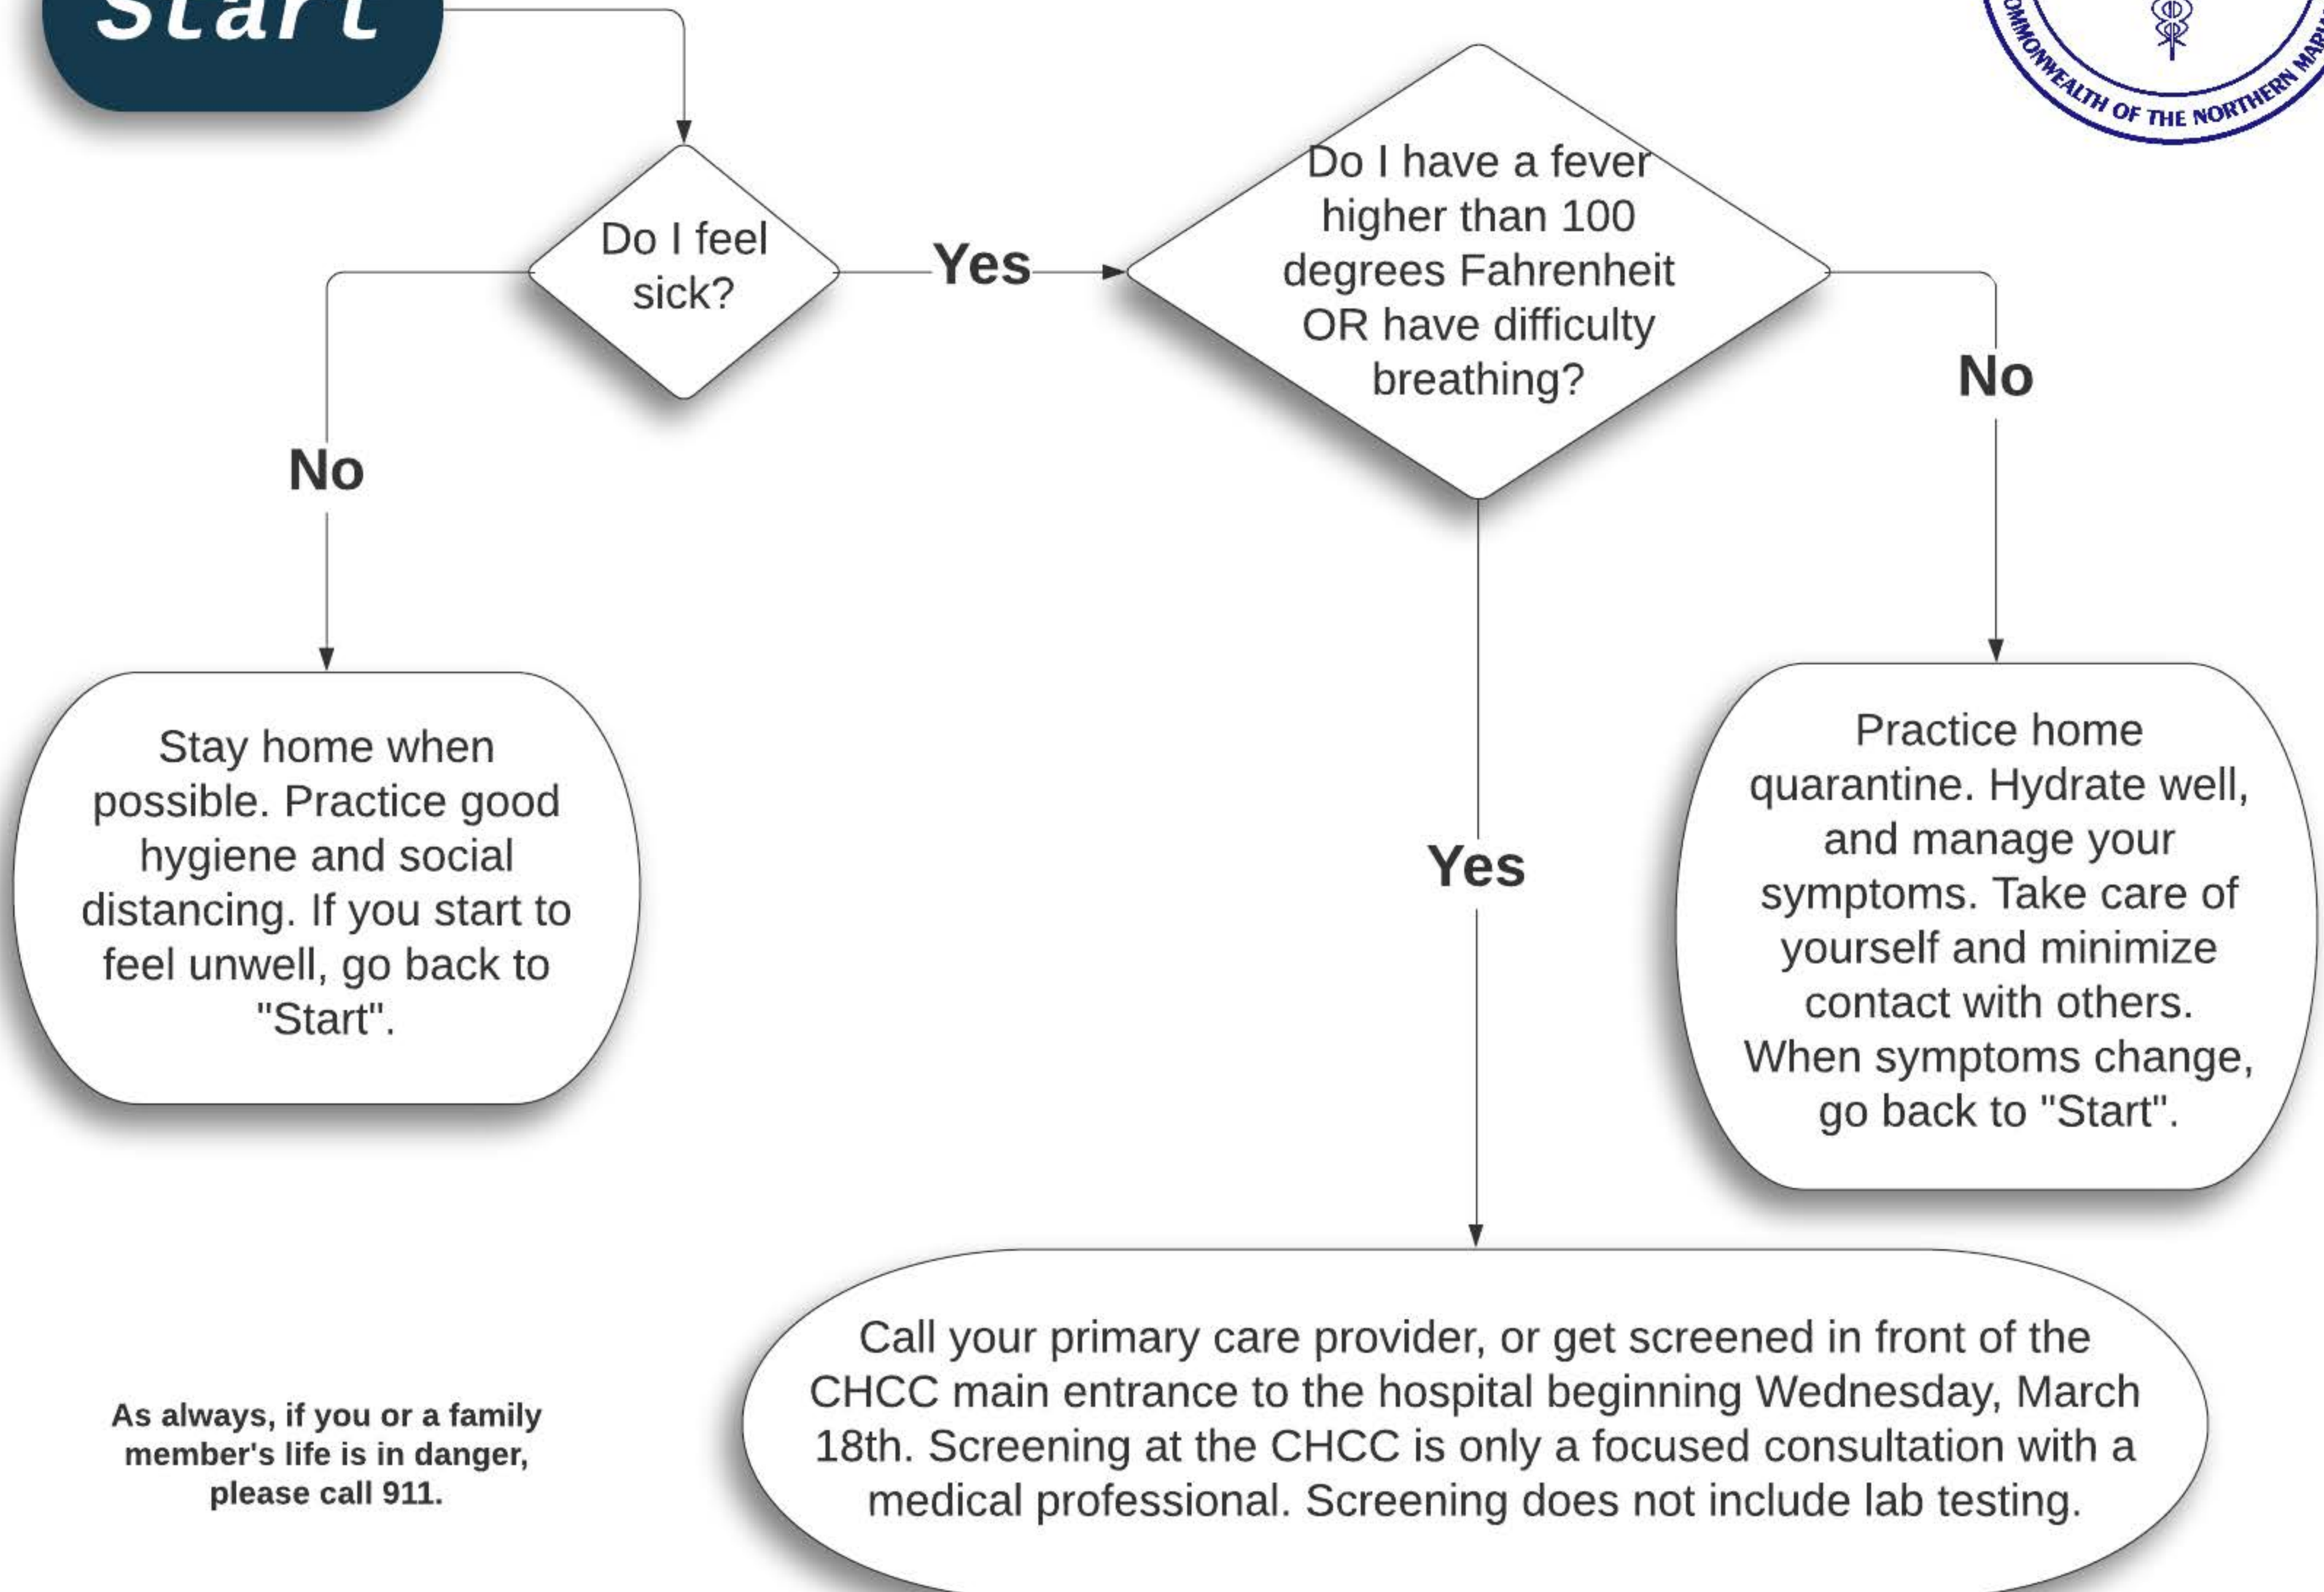 Start
COMMONWEALTH OF THE NORTHERN
Do I feel
sick?
Yes
Do I have a fever
higher than 100
degrees Fahrenheit
OR have difficulty
breathing?
No
No
Stay home when
possible. Practice good
hygiene and social
distancing. If you start to
feel unwell, go back to
"Start".
Yes
Practice home
quarantine. Hydrate well,
and manage your
symptoms. Take care of
yourself and minimize
contact with others.
When symptoms change,
go back to "Start".
Call your primary care provider, or get screened in front of the
CHCC main entrance to the hospital beginning Wednesday, March
18th. Screening at the CHCC is only a focused consultation with a
medical professional. Screening does not include lab testing.
As always, if you or a family
member's life is in danger,
please call 911.